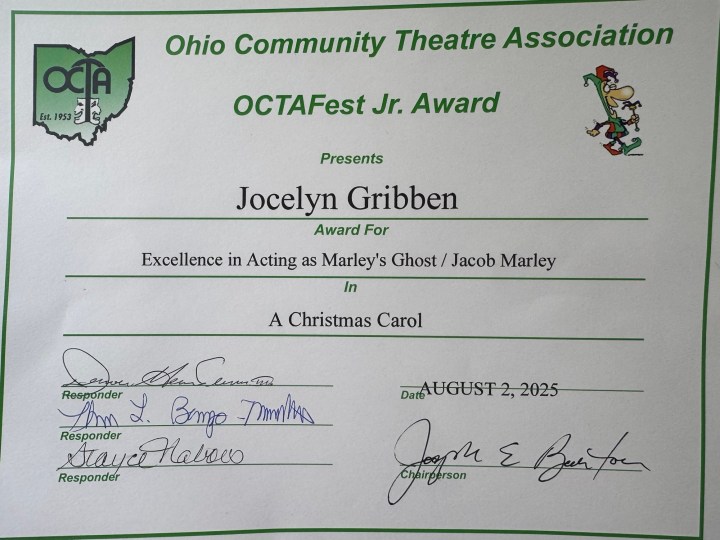 Ohio Community Theatre Association
OCTA
Est. 1953
OCTAFest Jr. Award
Presents
Jocelyn Gribben
Award For
Excellence in Acting as Marley's Ghost / Jacob Marley
In
A Christmas Carol
Responder
Date AUGUST 2, 2025
Responder
Joseph E
Responder
Chairperson